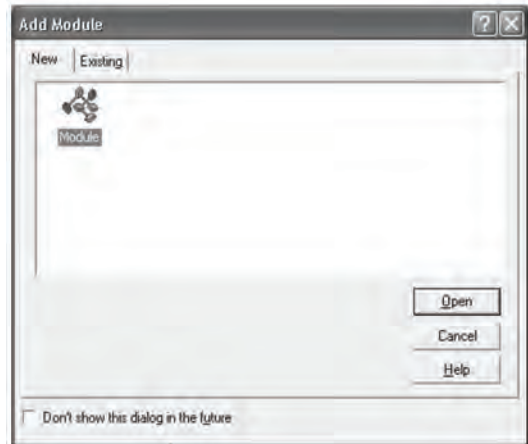 Add Module
New Existing
Module
Open
Cancel
Help
Don't show this dialog in the future